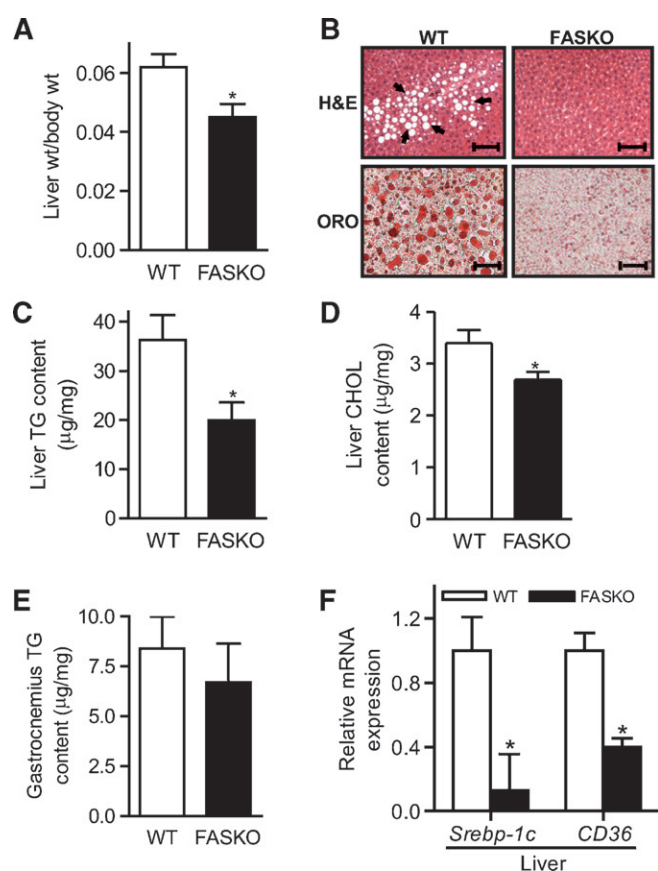 A
Liver wt/body wt
0.06
0.04
0.02
0.00
*
WT FASKO
B
WT FASKO
H&E
ORO
C
Liver TG content
(µg/mg)
40
30
20
10
0
*
WT FASKO
D
Liver CHOL
content (µg/mg)
4
3
2
1
0
*
WT FASKO
E
Gastrocnemius TG
content (µg/mg)
10.0
7.5
5.0
2.5
0.0
WT FASKO
F
WT FASKO
Relative mRNA
expression
1.2
0.8
0.4
0.0
* *
Srebp-1c CD36
Liver